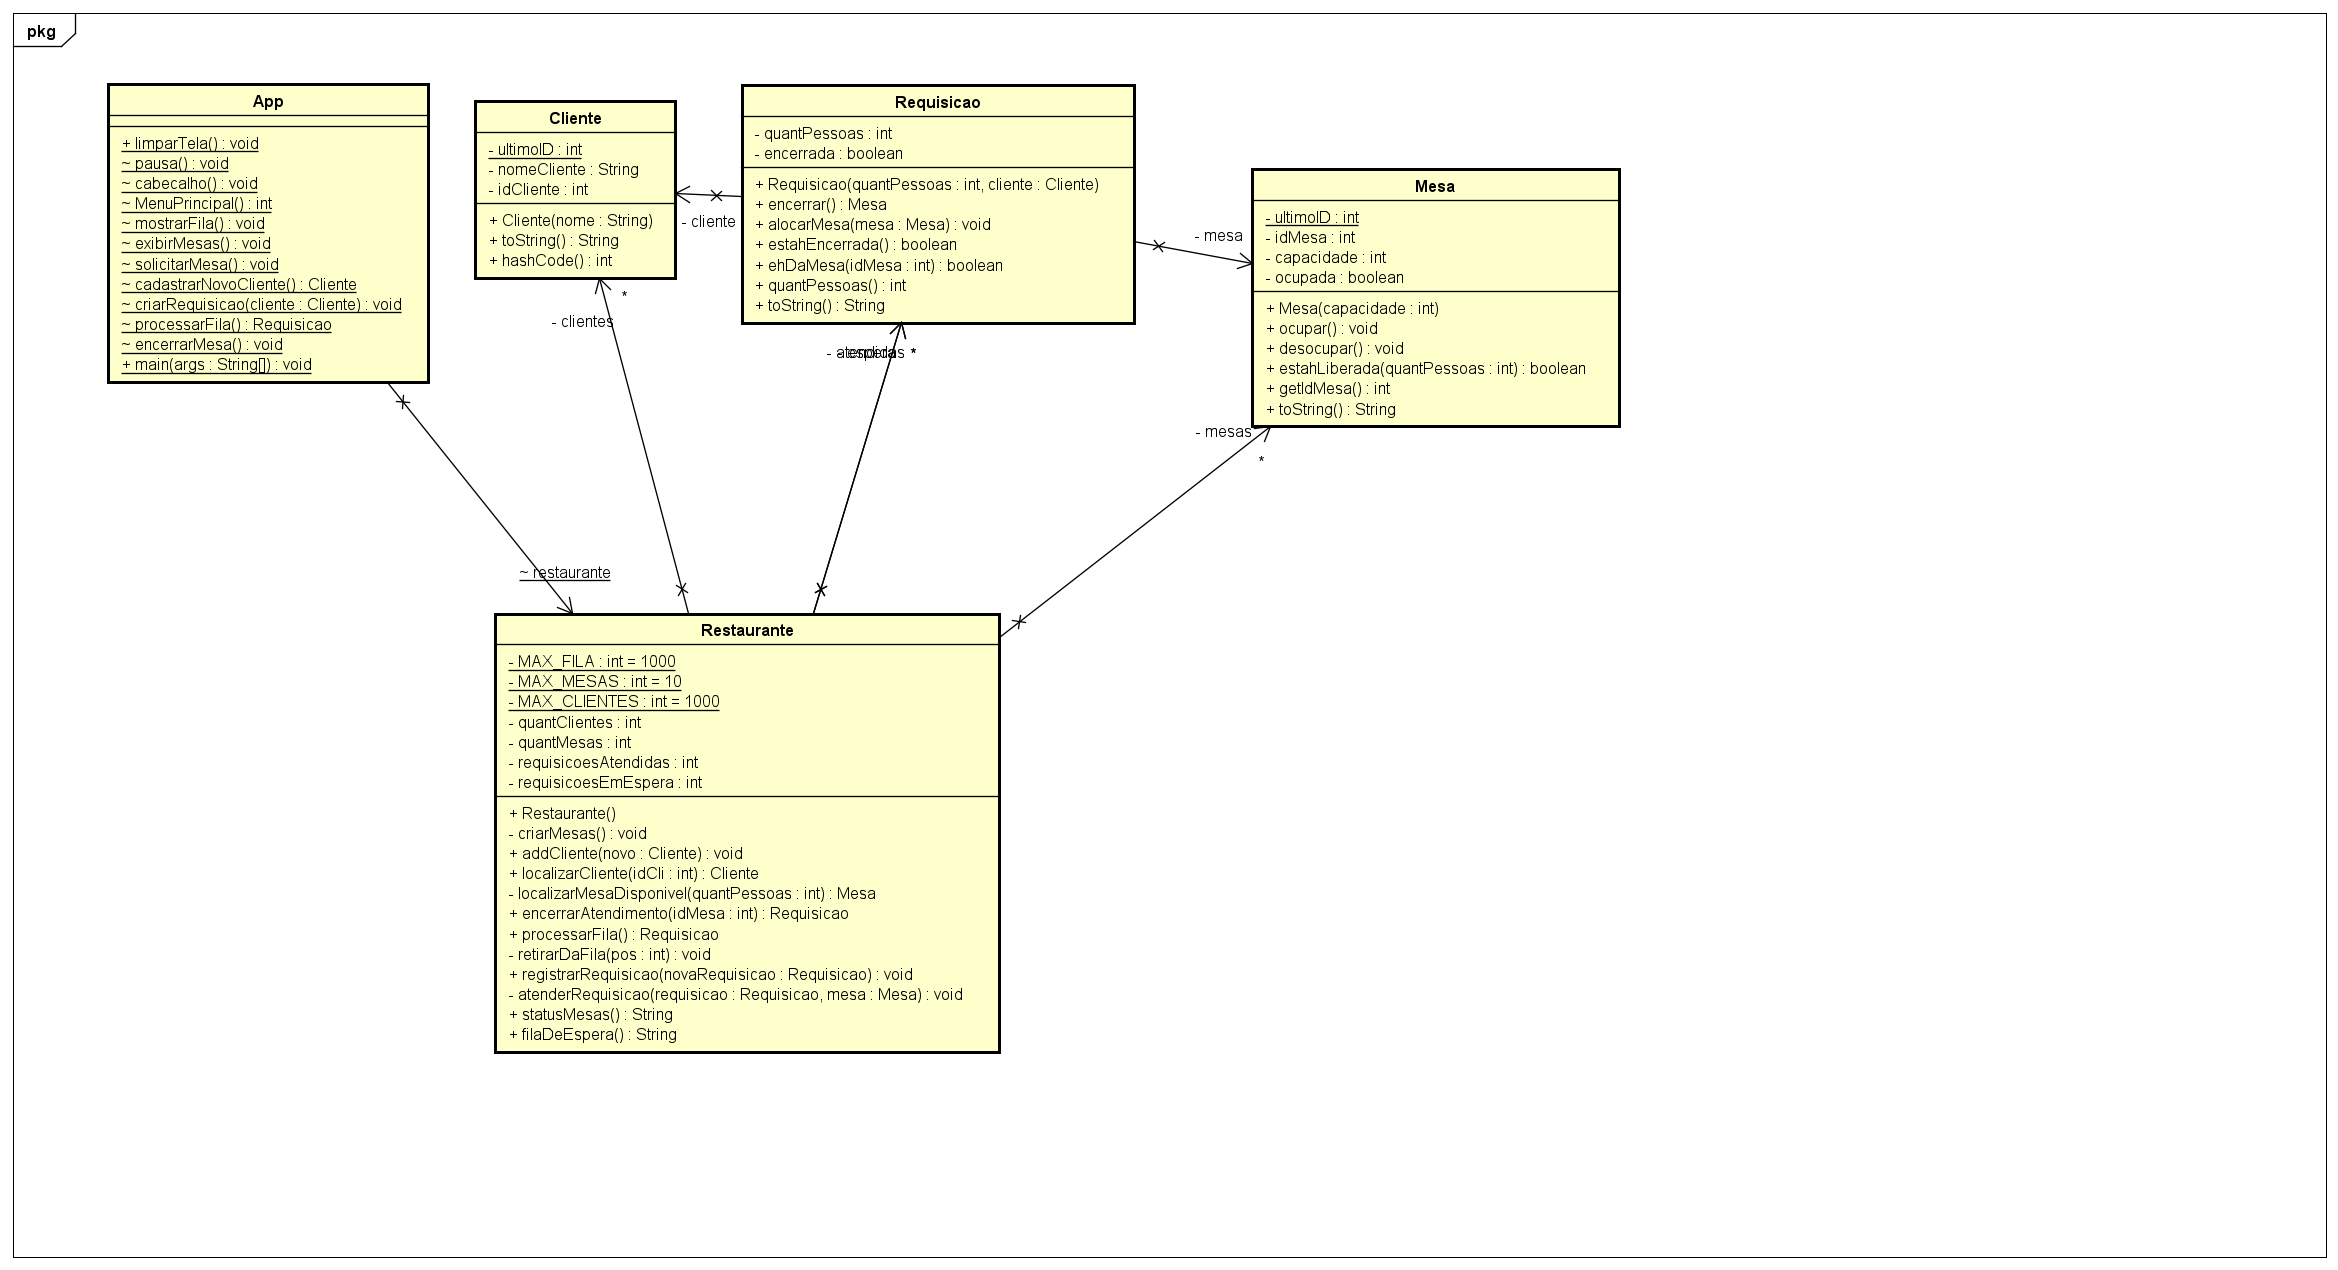 pkg
App
+ limparTela() : void
~ pausa() : void
~ cabecalho() : void
~ MenuPrincipal() : int
~ mostrarFila() : void
~ exibirMesas() : void
~ solicitarMesa() : void
~ cadastrarNovoCliente() : Cliente
~ criarRequisicao(cliente : Cliente) : void
~ processarFila() : Requisicao
~ encerrarMesa() : void
+ main(args : String[]) : void
Cliente
- ultimoID : int
- nomeCliente : String
- idCliente : int
+ Cliente(nome : String)
+ toString() : String
+ hashCode() : int
- cliente
Requisicao
- quantPessoas : int
- encerrada : boolean
+ Requisicao(quantPessoas : int, cliente : Cliente)
+ encerrar() : Mesa
+ alocarMesa(mesa : Mesa) : void
+ estahEncerrada() : boolean
+ ehDaMesa(idMesa : int) : boolean
+ quantPessoas() : int
+ toString() : String
- mesa
Mesa
- ultimoID : int
- idMesa : int
- capacidade : int
- ocupada : boolean
+ Mesa(capacidade : int)
+ ocupar() : void
+ desocupar() : void
+ estahLiberada(quantPessoas : int) : boolean
+ getIdMesa() : int
+ toString() : String
*
- clientes
- atendidas
- espera
*
- mesas
*
~ restaurante
Restaurante
- MAX_FILA : int = 1000
- MAX_MESAS : int = 10
- MAX_CLIENTES : int = 1000
- quantClientes : int
- quantMesas : int
- requisicoesAtendidas : int
- requisicoesEmEspera : int
+ Restaurante()
- criarMesas() : void
+ addCliente(novo : Cliente) : void
+ localizarCliente(idCli : int) : Cliente
- localizarMesaDisponivel(quantPessoas : int) : Mesa
+ encerrarAtendimento(idMesa : int) : Requisicao
+ processarFila() : Requisicao
- retirarDaFila(pos : int) : void
+ registrarRequisicao(novaRequisicao : Requisicao) : void
- atenderRequisicao(requisicao : Requisicao, mesa : Mesa) : void
+ statusMesas() : String
+ filaDeEspera() : String